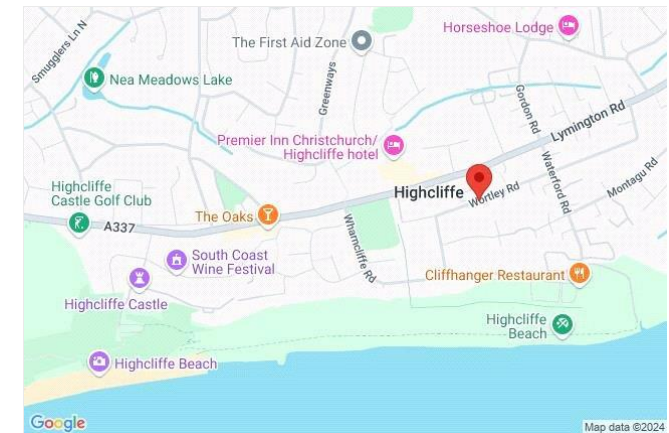 Smugglers Ln N
The First Aid Zone
Horseshoe Lodge
Nea Meadows Lake
Greenways
Gordon Rd
Lymington Rd
Premier Inn Christchurch/
Highcliffe hotel
Waterford Rd
Montagu Rd
Highcliffe
Castle Golf Club
Highcliffe
Wortley Rd
The Oaks
A337
Wharncliffe Rd
South Coast
Wine Festival
Cliffhanger Restaurant
Highcliffe Castle
Highcliffe
Beach
Highcliffe Beach
Google
Map data ©2024